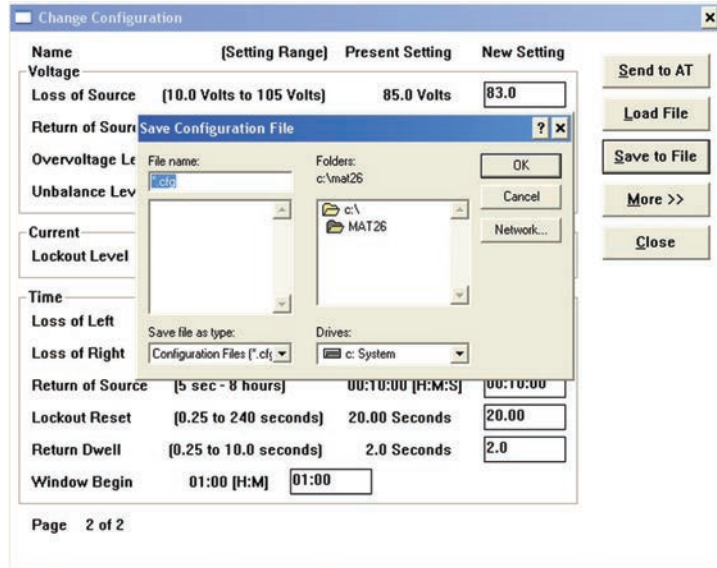 Change Configuration
Name (Setting Range) Present Setting New Setting
Voltage
Loss of Source (10.0 Volts to 105 Volts) 85.0 Volts 83.0
Return of Sour
Overvoltage Le
Unbalance Lev
Current
Lockout Level
Time
Loss of Left
Loss of Right
Return of Source (5 sec - 8 hours) 00:10:00 [H:M:S] 00:10:00
Lockout Reset (0.25 to 240 seconds) 20.00 Seconds 20.00
Return Dwell (0.25 to 10.0 seconds) 2.0 Seconds 2.0
Window Begin 01:00 [H:M] 01:00
Page 2 of 2
Send to AT
Load File
Save to File
More >>
Close
Save Configuration File
File name:
*.cfg
Folders:
c:\mat26
c:\
MAT26
Save file as type:
Configuration Files (*.cfg
Drives:
c: System
OK
Cancel
Network...